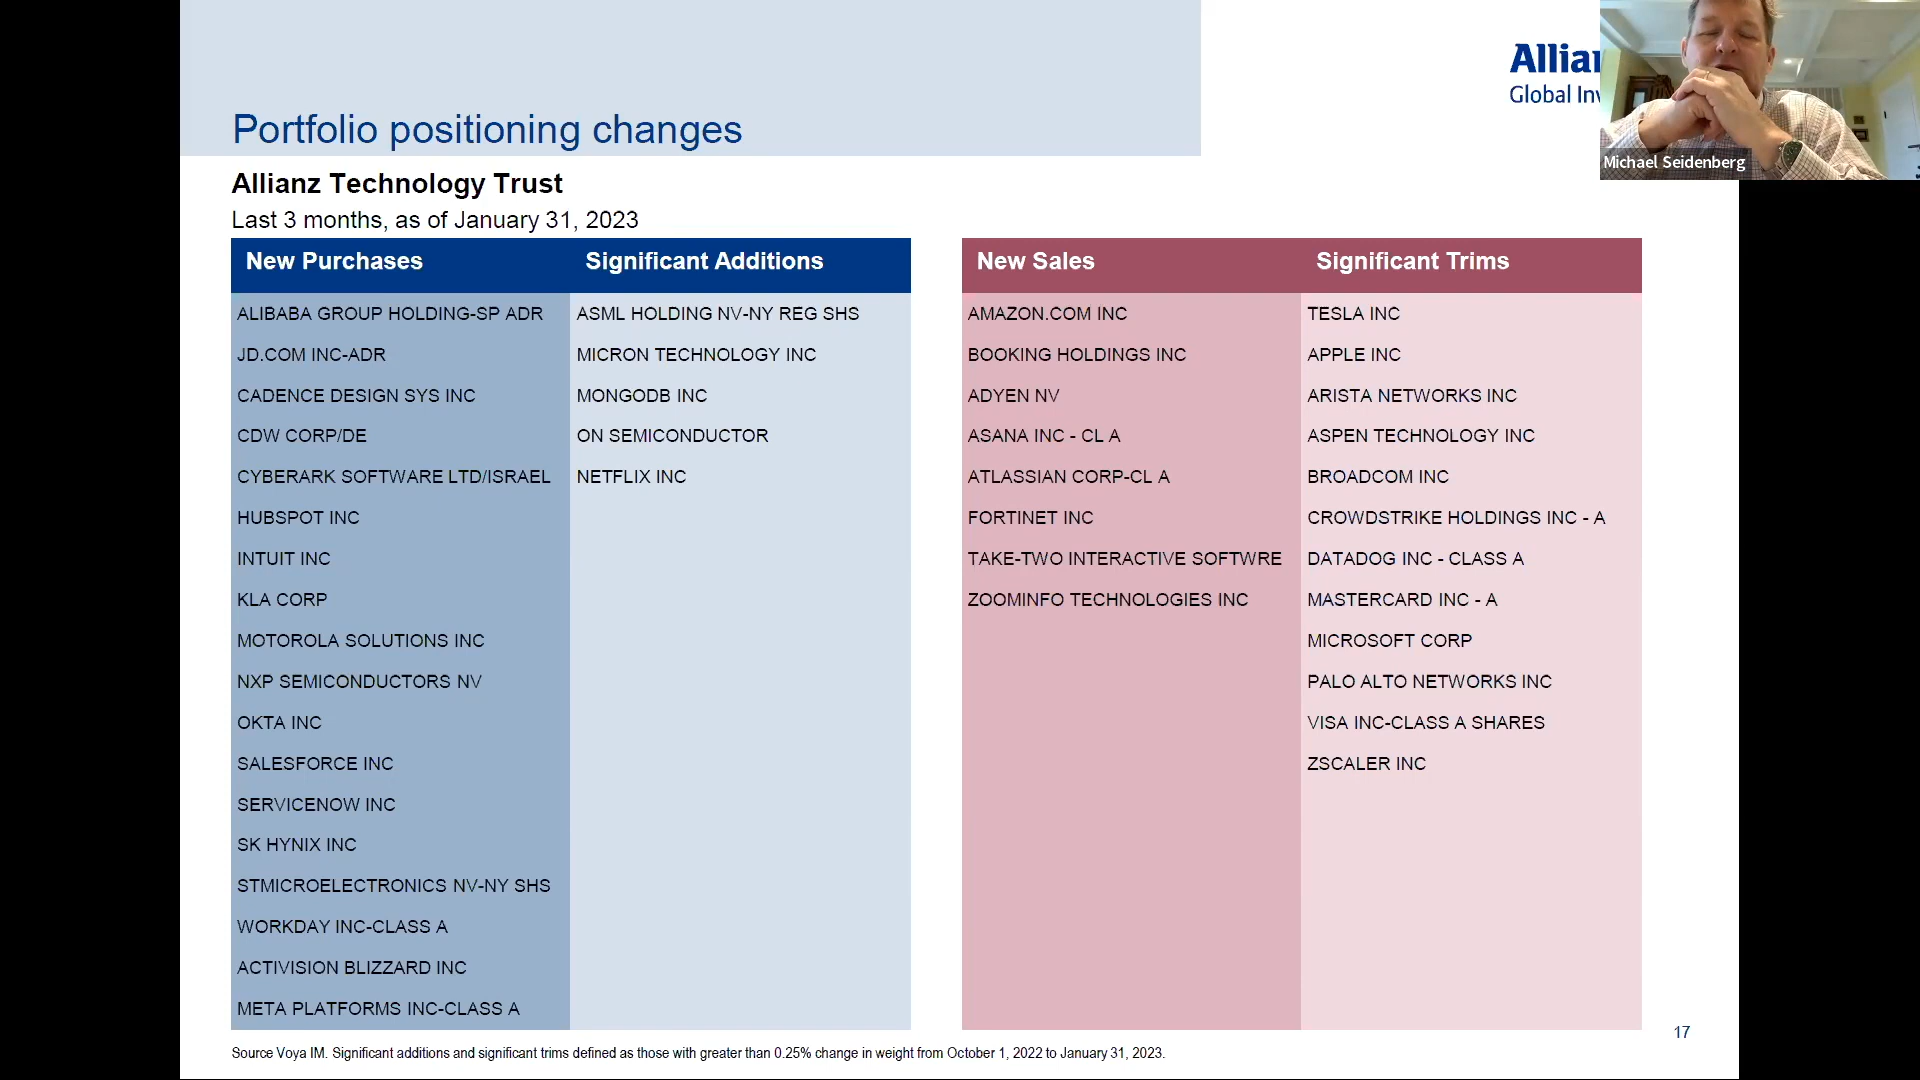 Portfolio positioning changes
Allia
Global Inv
Michael Seidenberg
Allianz Technology Trust
Last 3 months, as of January 31, 2023
New Purchases
Significant Additions
ALIBABA GROUP HOLDING-SP ADR
ASML HOLDING NV-NY REG SHS
JD.COM INC-ADR
MICRON TECHNOLOGY INC
CADENCE DESIGN SYS INC
MONGODB INC
CDW CORP/DE
ON SEMICONDUCTOR
CYBERARK SOFTWARE LTD/ISRAEL
NETFLIX INC
HUBSPOT INC
INTUIT INC
KLA CORP
MOTOROLA SOLUTIONS INC
NXP SEMICONDUCTORS NV
OKTA INC
SALESFORCE INC
SERVICENOW INC
SK HYNIX INC
STMICROELECTRONICS NV-NY SHS
WORKDAY INC-CLASS A
ACTIVISION BLIZZARD INC
META PLATFORMS INC-CLASS A
New Sales
Significant Trims
AMAZON.COM INC
TESLA INC
BOOKING HOLDINGS INC
APPLE INC
ADYEN NV
ARISTA NETWORKS INC
ASANA INC - CL A
ASPEN TECHNOLOGY INC
ATLASSIAN CORP-CL A
BROADCOM INC
FORTINET INC
CROWDSTRIKE HOLDINGS INC - A
TAKE-TWO INTERACTIVE SOFTWRE
DATADOG INC - CLASS A
ZOOMINFO TECHNOLOGIES INC
MASTERCARD INC - A
MICROSOFT CORP
PALO ALTO NETWORKS INC
VISA INC-CLASS A SHARES
ZSCALER INC
17
Source Voya IM. Significant additions and significant trims defined as those with greater than 0.25% change in weight from October 1, 2022 to January 31, 2023.